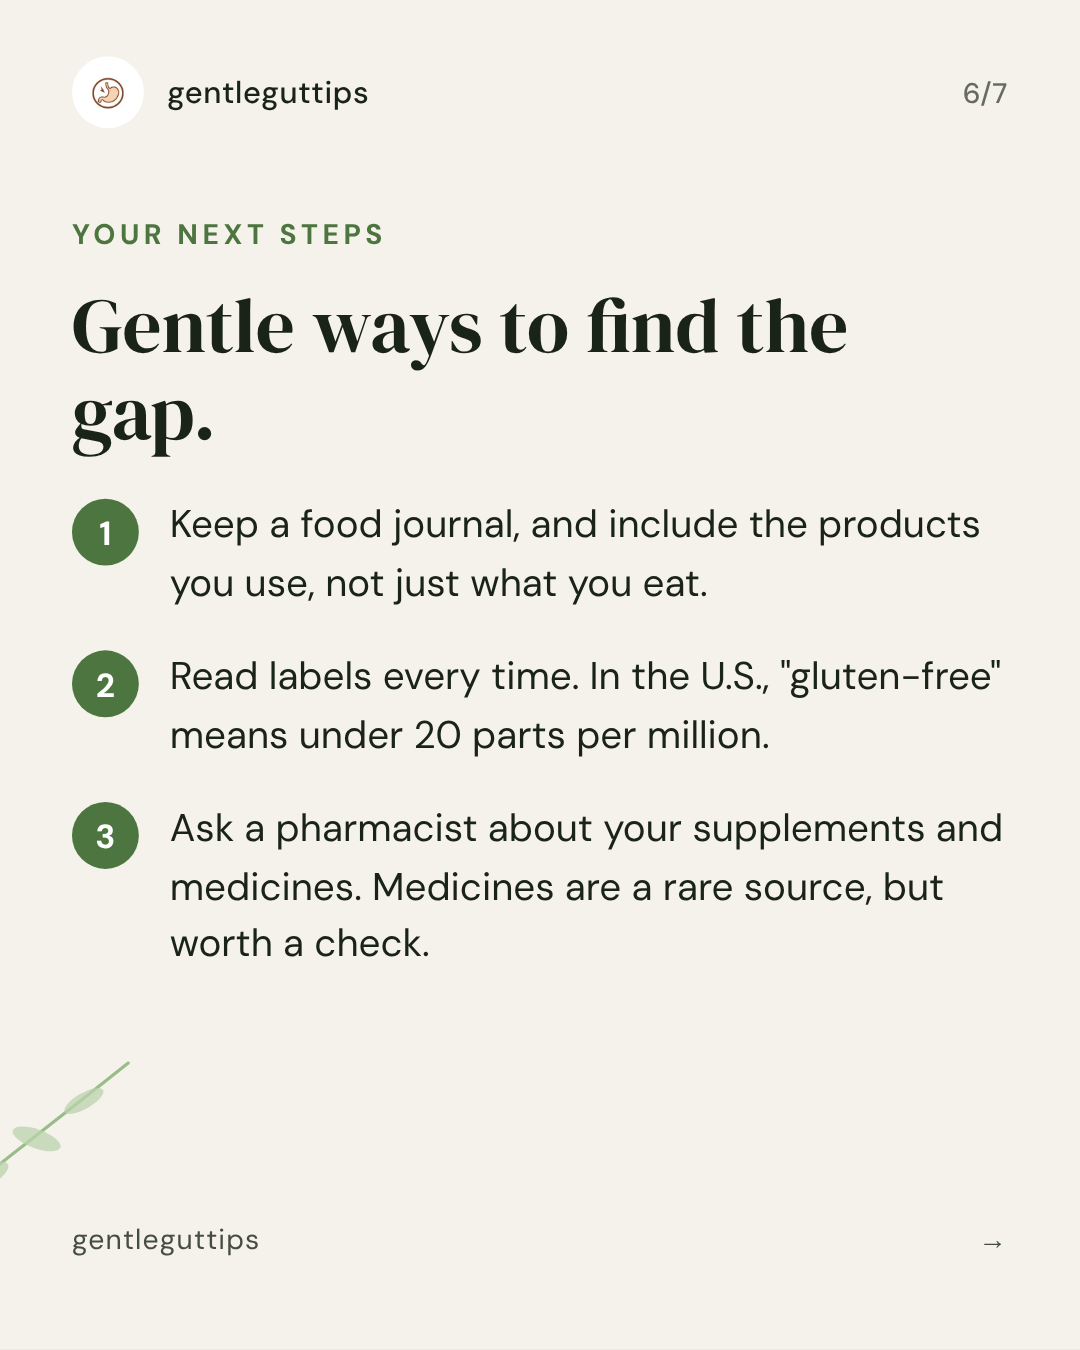 gentleguttips
6/7
YOUR NEXT STEPS
Gentle ways to find the
gap.
1
Keep a food journal, and include the products
you use, not just what you eat.
2
Read labels every time. In the U.S., "gluten-free"
means under 20 parts per million.
3
Ask a pharmacist about your supplements and
medicines. Medicines are a rare source, but
worth a check.
gentleguttips
→